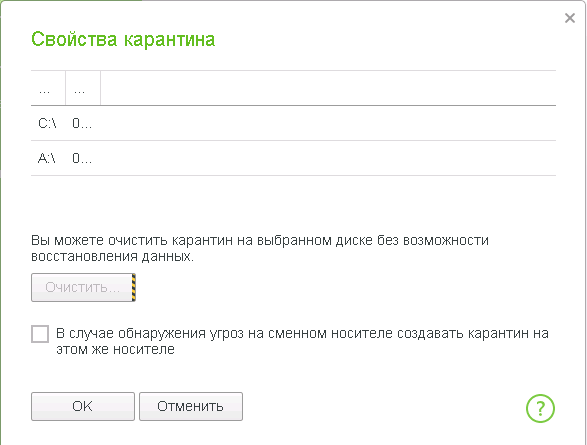 Свойства карантина
... ...
C:\ 0...
A:\ 0...
Вы можете очистить карантин на выбранном диске без возможности
восстановления данных.
Очистить...
В случае обнаружения угроз на сменном носителе создавать карантин на
этом же носителе
OK Отменить
?